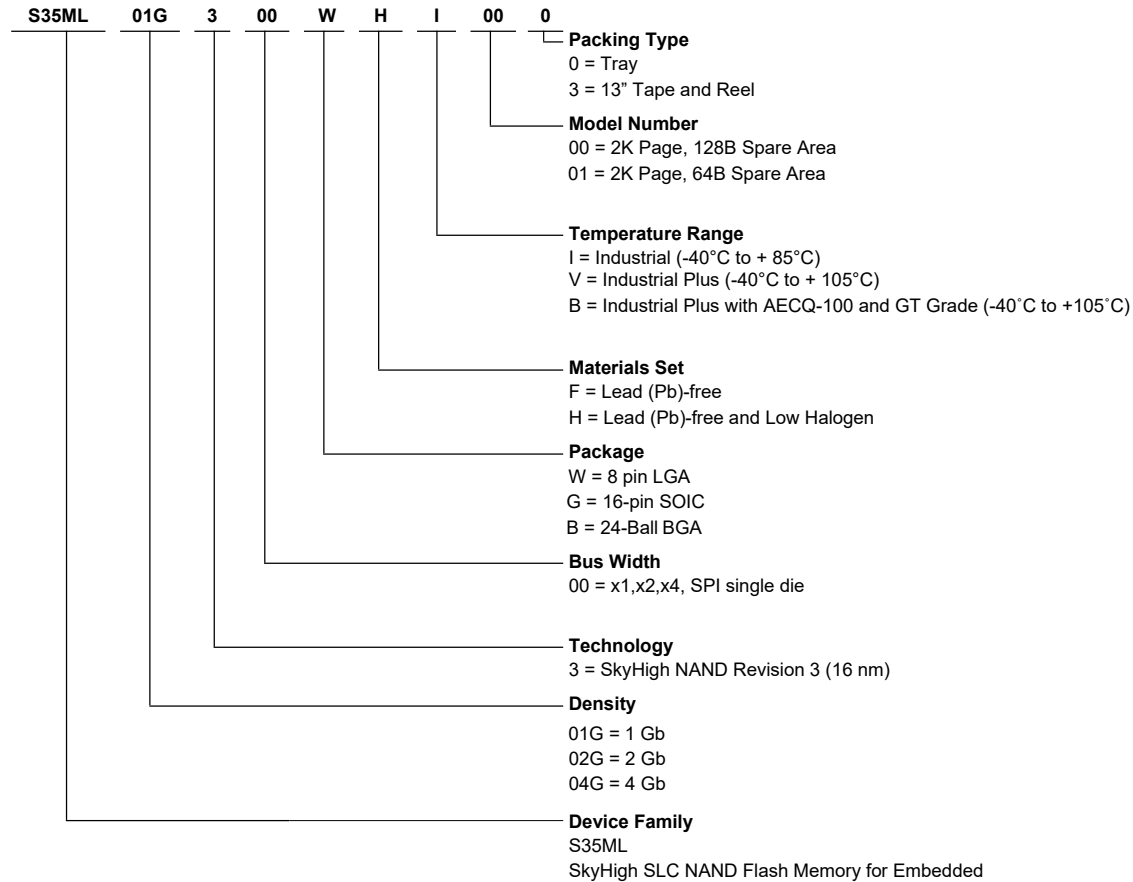 S35ML 01G 3 00 W H I 00 0
Packing Type
0 = Tray
3 = 13” Tape and Reel
Model Number
00 = 2K Page, 128B Spare Area
01 = 2K Page, 64B Spare Area
Temperature Range
I = Industrial (-40°C to + 85°C)
V = Industrial Plus (-40°C to + 105°C)
B = Industrial Plus with AECQ-100 and GT Grade (-40˚C to +105˚C)
Materials Set
F = Lead (Pb)-free
H = Lead (Pb)-free and Low Halogen
Package
W = 8 pin LGA
G = 16-pin SOIC
B = 24-Ball BGA
Bus Width
00 = x1,x2,x4, SPI single die
Technology
3 = SkyHigh NAND Revision 3 (16 nm)
Density
01G = 1 Gb
02G = 2 Gb
04G = 4 Gb
Device Family
S35ML
SkyHigh SLC NAND Flash Memory for Embedded